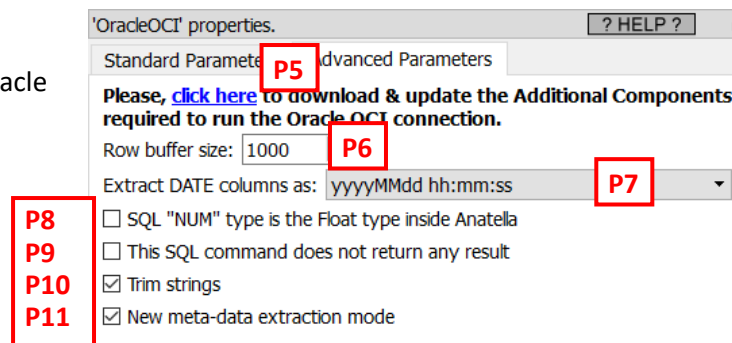 'OracleOCI' properties. ? HELP ?
Standard Paramete P5 dvanced Parameters
acle
Please, click here to download & update the Additional Components
required to run the Oracle OCI connection.
Row buffer size: 1000 P6
Extract DATE columns as: yyyyMMdd hh:mm:ss P7
P8 SQL "NUM" type is the Float type inside Anatella
P9 This SQL command does not return any result
P10 Trim strings
P11 New meta-data extraction mode